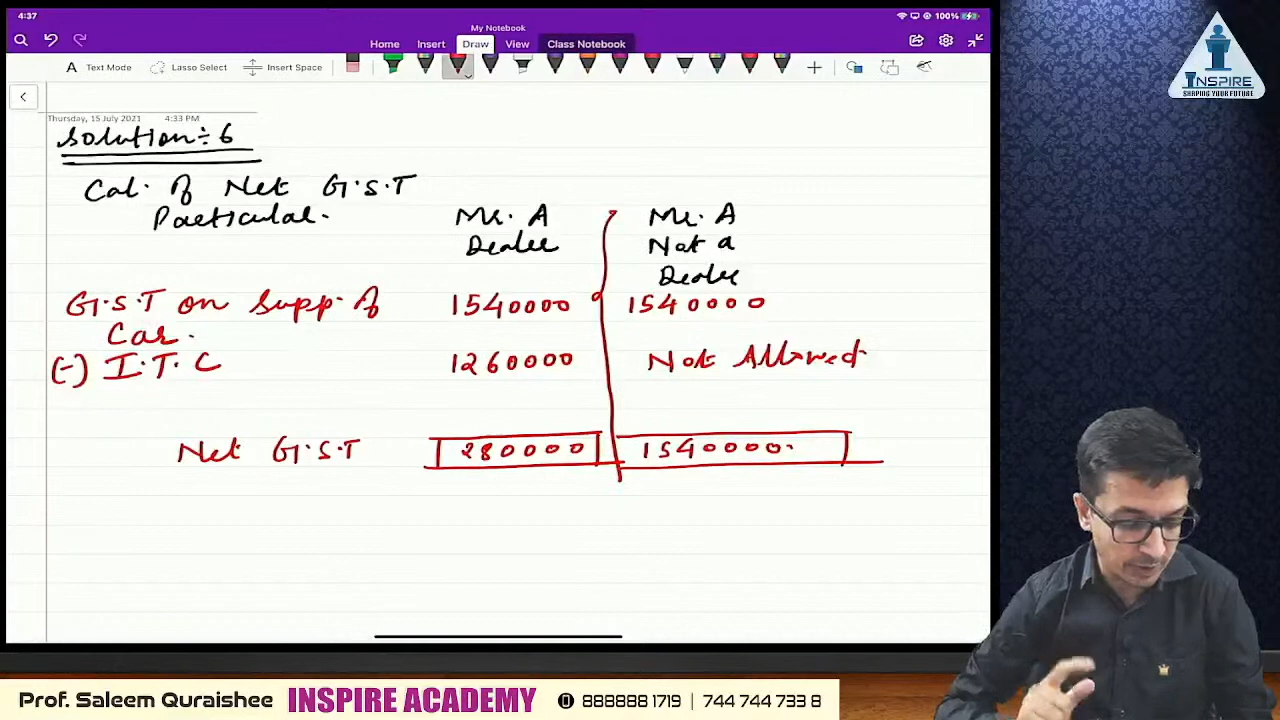 4:37
100%
My Notebook
Home Insert Draw View Class Notebook
A Text Mode Lasso Select Insert Space
INSPIRE
SHAPING YOUR FUTURE
Thursday, 15 July 2021 4:33 PM
Solution÷6
Cal. of Net G.S.T
Particular.
Mr. A Mr. A
Dealer Not a
Dealer
G.S.T on supp. of 1540000 1540000
Car.
(-) I.T.C 1260000 Not Allowed
Net G.S.T 280000 1540000.
Prof. Saleem Quraishee INSPIRE ACADEMY 888888 1719 | 744 744 733 8